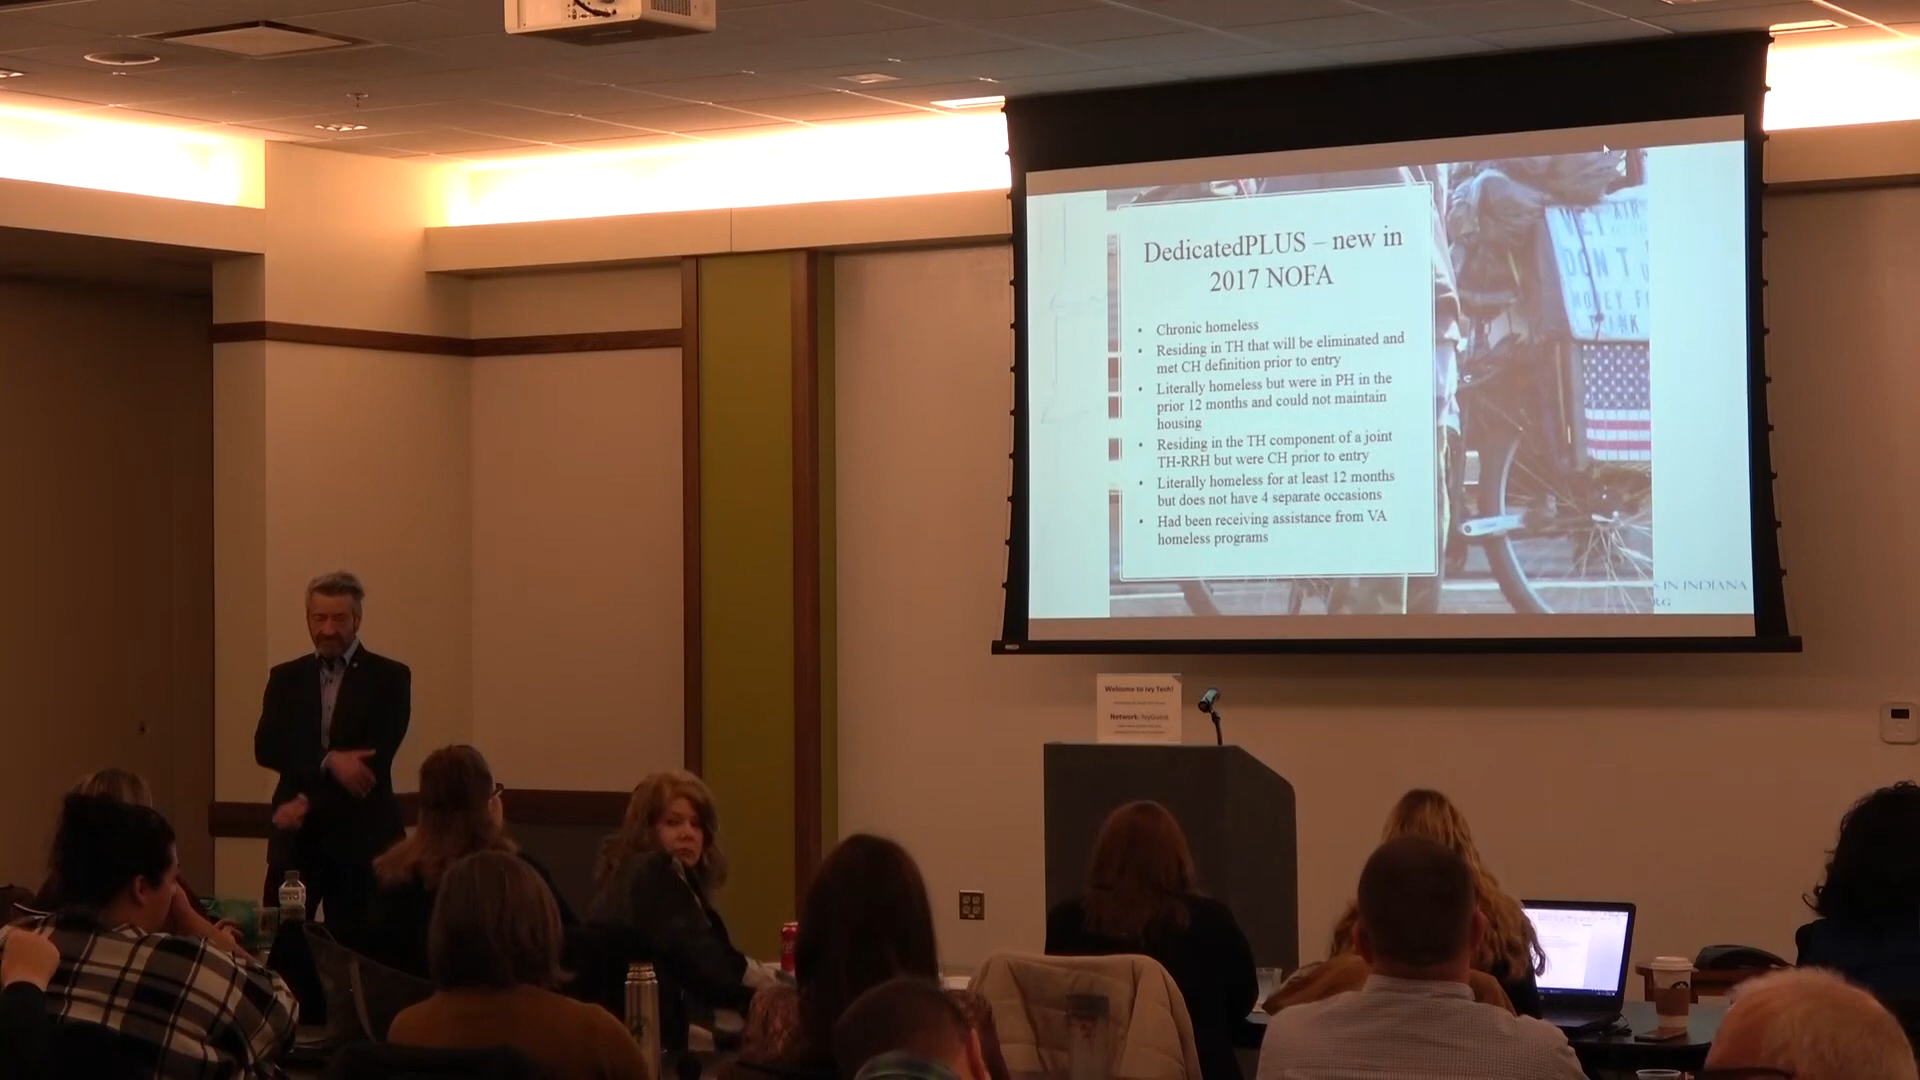 DedicatedPLUS – new in
2017 NOFA
• Chronic homeless
• Residing in TH that will be eliminated and
met CH definition prior to entry
• Literally homeless but were in PH in the
prior 12 months and could not maintain
housing
• Residing in the TH component of a joint
TH-RRH but were CH prior to entry
• Literally homeless for at least 12 months
but does not have 4 separate occasions
• Had been receiving assistance from VA
homeless programs
DON'T
MONEY
IN INDIANA
Welcome to Ivy Tech!
Network: IvyGuest